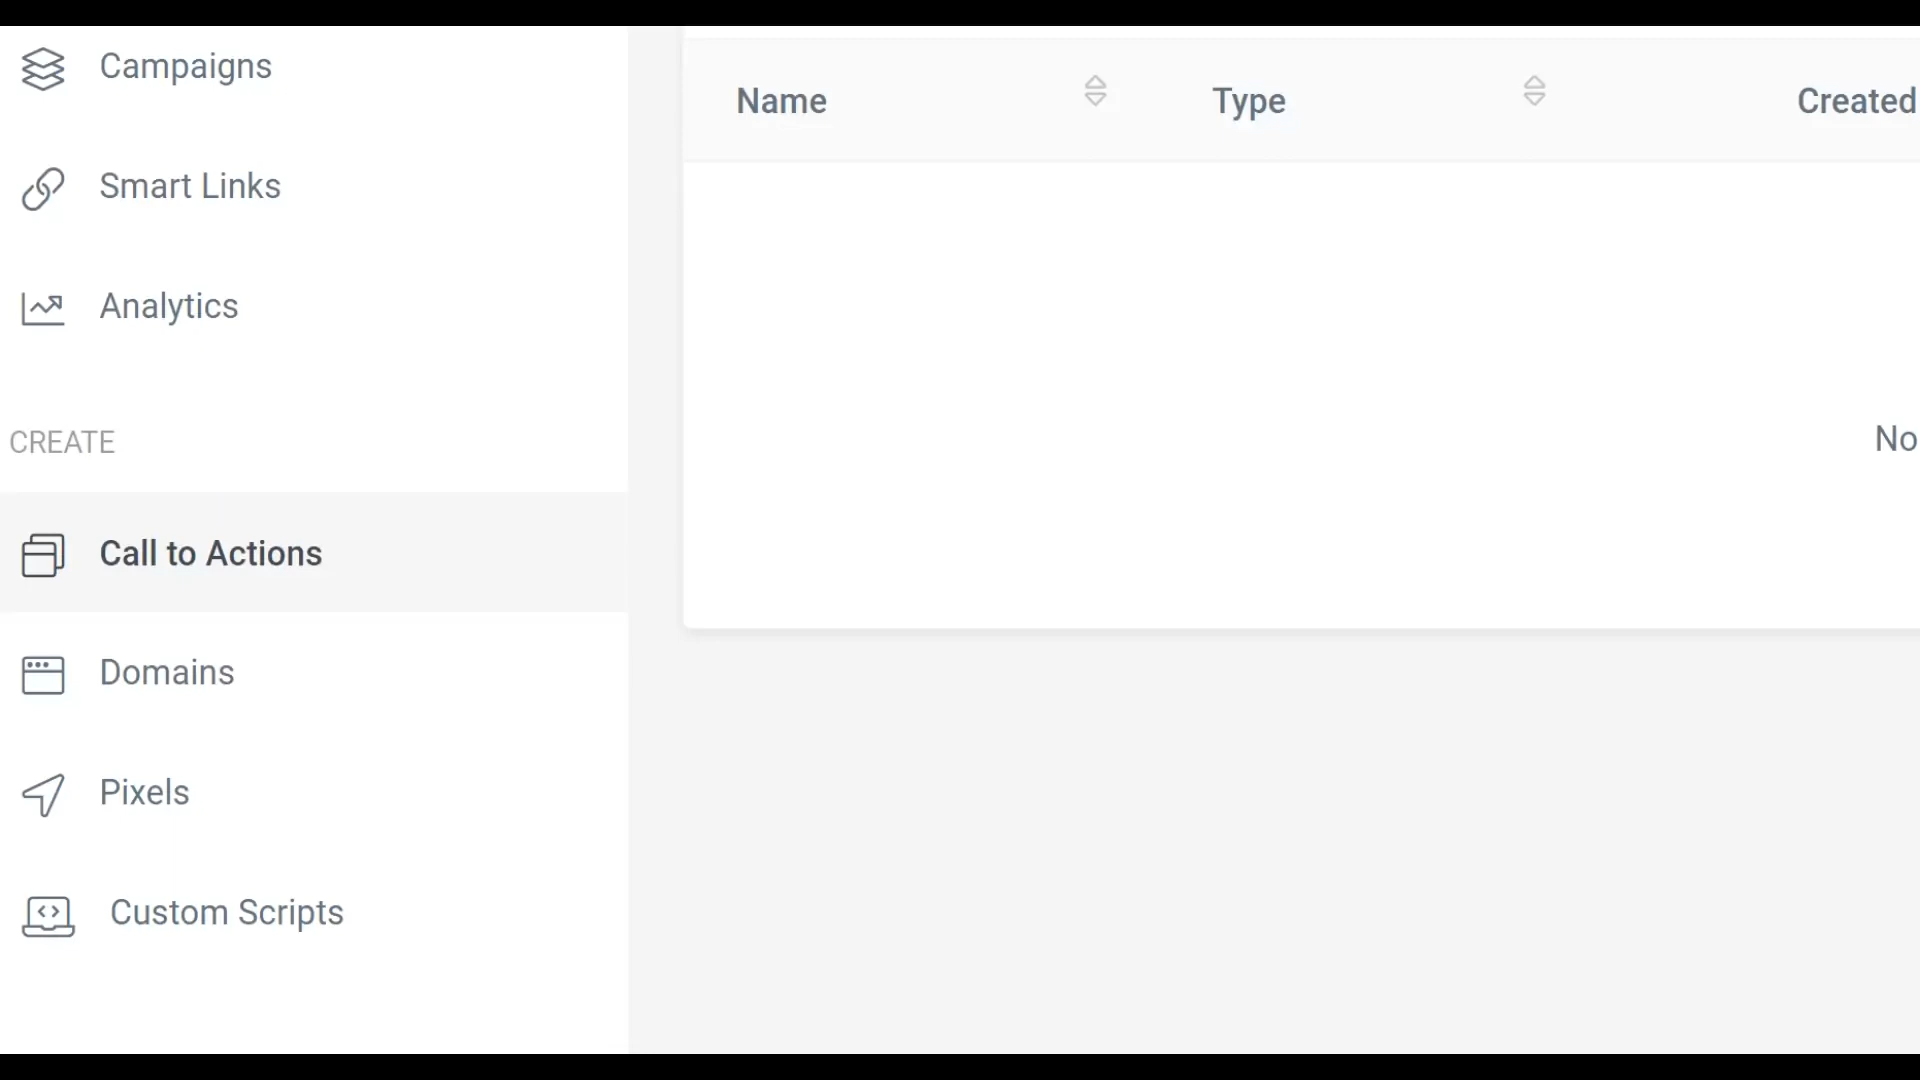 Campaigns
Smart Links
Analytics
CREATE
Call to Actions
Domains
Pixels
Custom Scripts
Name Type Created
No